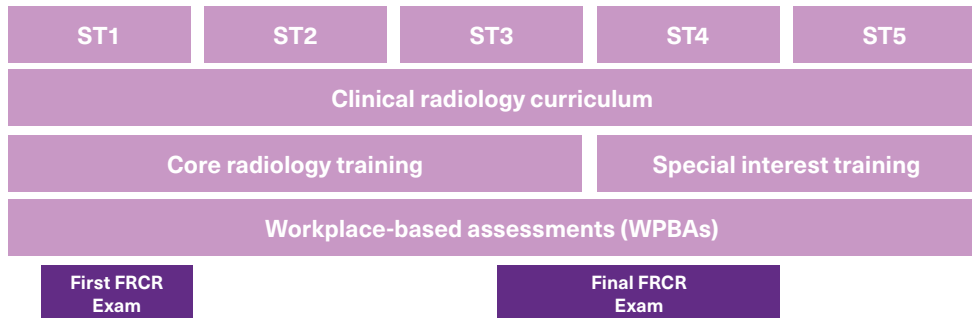 ST1 ST2 ST3 ST4 ST5
Clinical radiology curriculum
Core radiology training Special interest training
Workplace-based assessments (WPBAs)
First FRCR Final FRCR
Exam Exam